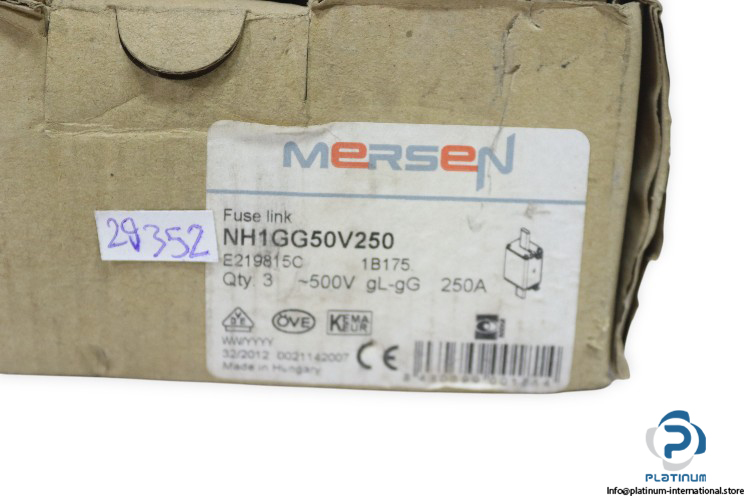 MERSEN
Fuse link
NH1GG50V250
E219815C 1B175
Qty. 3 ~500V gL-gG 250A
29352
VDE ÖVE KEMA KEUR
WW/YYYY
32/2012 0021142007 CE
Made in Hungary
PLATINUM
Info@platinum-international.store